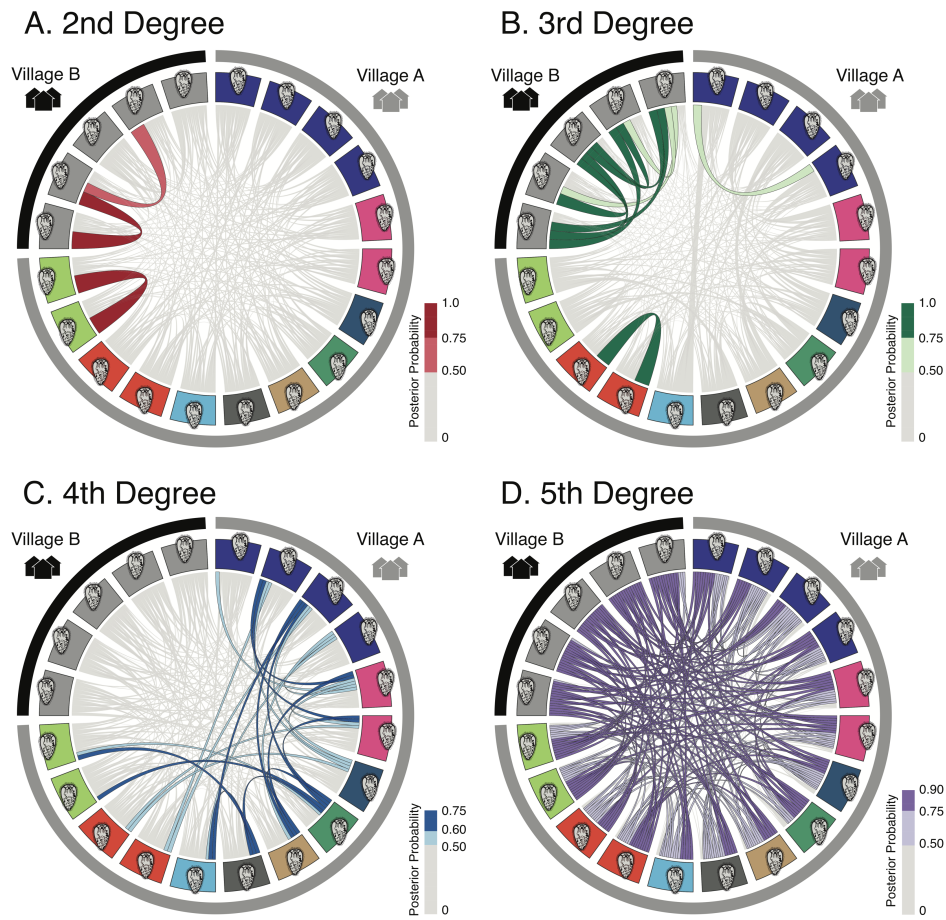 A. 2nd Degree
Village B
Village A
Posterior Probability
1.0
0.75
0.50
0
B. 3rd Degree
Village B
Village A
Posterior Probability
1.0
0.75
0.50
0
C. 4th Degree
Village B
Village A
Posterior Probability
0.75
0.60
0.50
0
D. 5th Degree
Village B
Village A
Posterior Probability
0.90
0.75
0.50
0